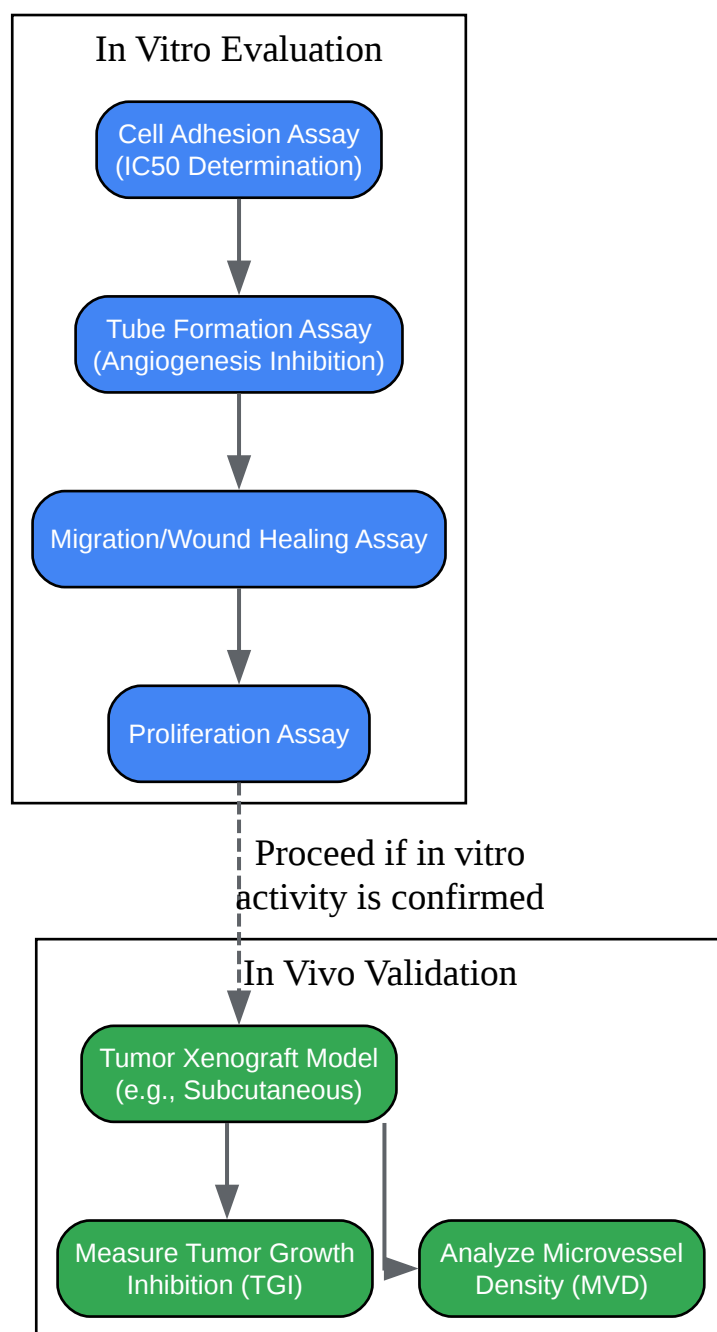 In Vitro Evaluation
Cell Adhesion Assay
(IC50 Determination)
Tube Formation Assay
(Angiogenesis Inhibition)
Migration/Wound Healing Assay
Proliferation Assay
Proceed if in vitro
activity is confirmed
In Vivo Validation
Tumor Xenograft Model
(e.g., Subcutaneous)
Measure Tumor Growth
Inhibition (TGI)
Analyze Microvessel
Density (MVD)